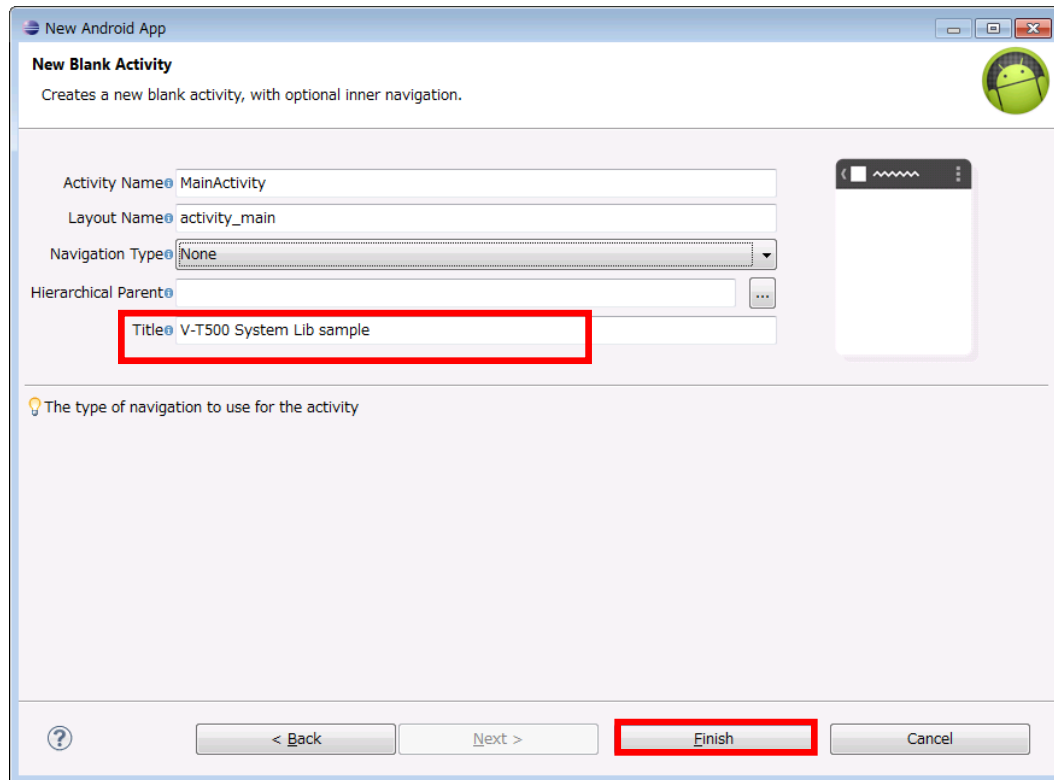 New Android App
New Blank Activity
Creates a new blank activity, with optional inner navigation.
Activity Name MainActivity
Layout Name activity_main
Navigation Type None
Hierarchical Parent ...
Title V-T500 System Lib sample
The type of navigation to use for the activity
? < Back Next > Finish Cancel